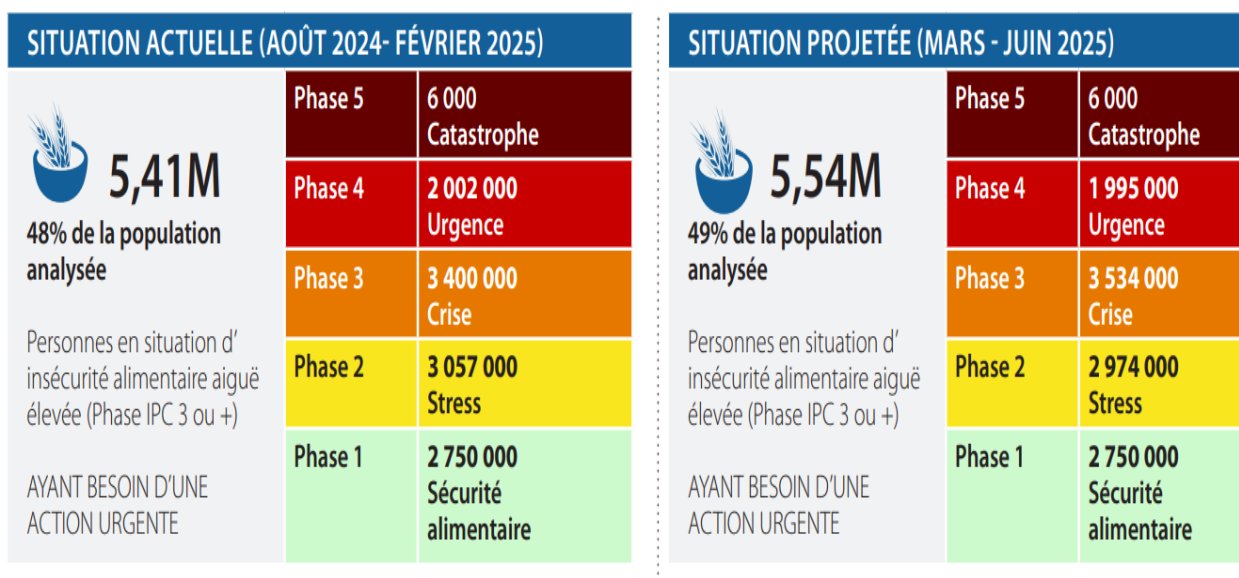 SITUATION ACTUELLE (AOÛT 2024- FÉVRIER 2025)
5,41M
48% de la population
analysée
Personnes en situation d’
insécurité alimentaire aiguë
élevée (Phase IPC 3 ou +)
AYANT BESOIN D’UNE
ACTION URGENTE
Phase 5
6 000
Catastrophe
Phase 4
2 002 000
Urgence
Phase 3
3 400 000
Crise
Phase 2
3 057 000
Stress
Phase 1
2 750 000
Sécurité
alimentaire
SITUATION PROJETÉE (MARS - JUIN 2025)
5,54M
49% de la population
analysée
Personnes en situation d’
insécurité alimentaire aiguë
élevée (Phase IPC 3 ou +)
AYANT BESOIN D’UNE
ACTION URGENTE
Phase 5
6 000
Catastrophe
Phase 4
1 995 000
Urgence
Phase 3
3 534 000
Crise
Phase 2
2 974 000
Stress
Phase 1
2 750 000
Sécurité
alimentaire